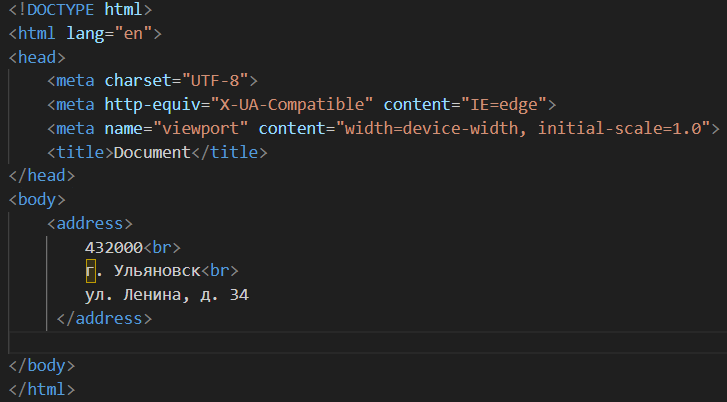 <!DOCTYPE html>
<html lang="en">
<head>
    <meta charset="UTF-8">
    <meta http-equiv="X-UA-Compatible" content="IE=edge">
    <meta name="viewport" content="width=device-width, initial-scale=1.0">
    <title>Document</title>
</head>
<body>
    <address>
        432000<br>
        г. Ульяновск<br>
        ул. Ленина, д. 34
     </address>

</body>
</html>